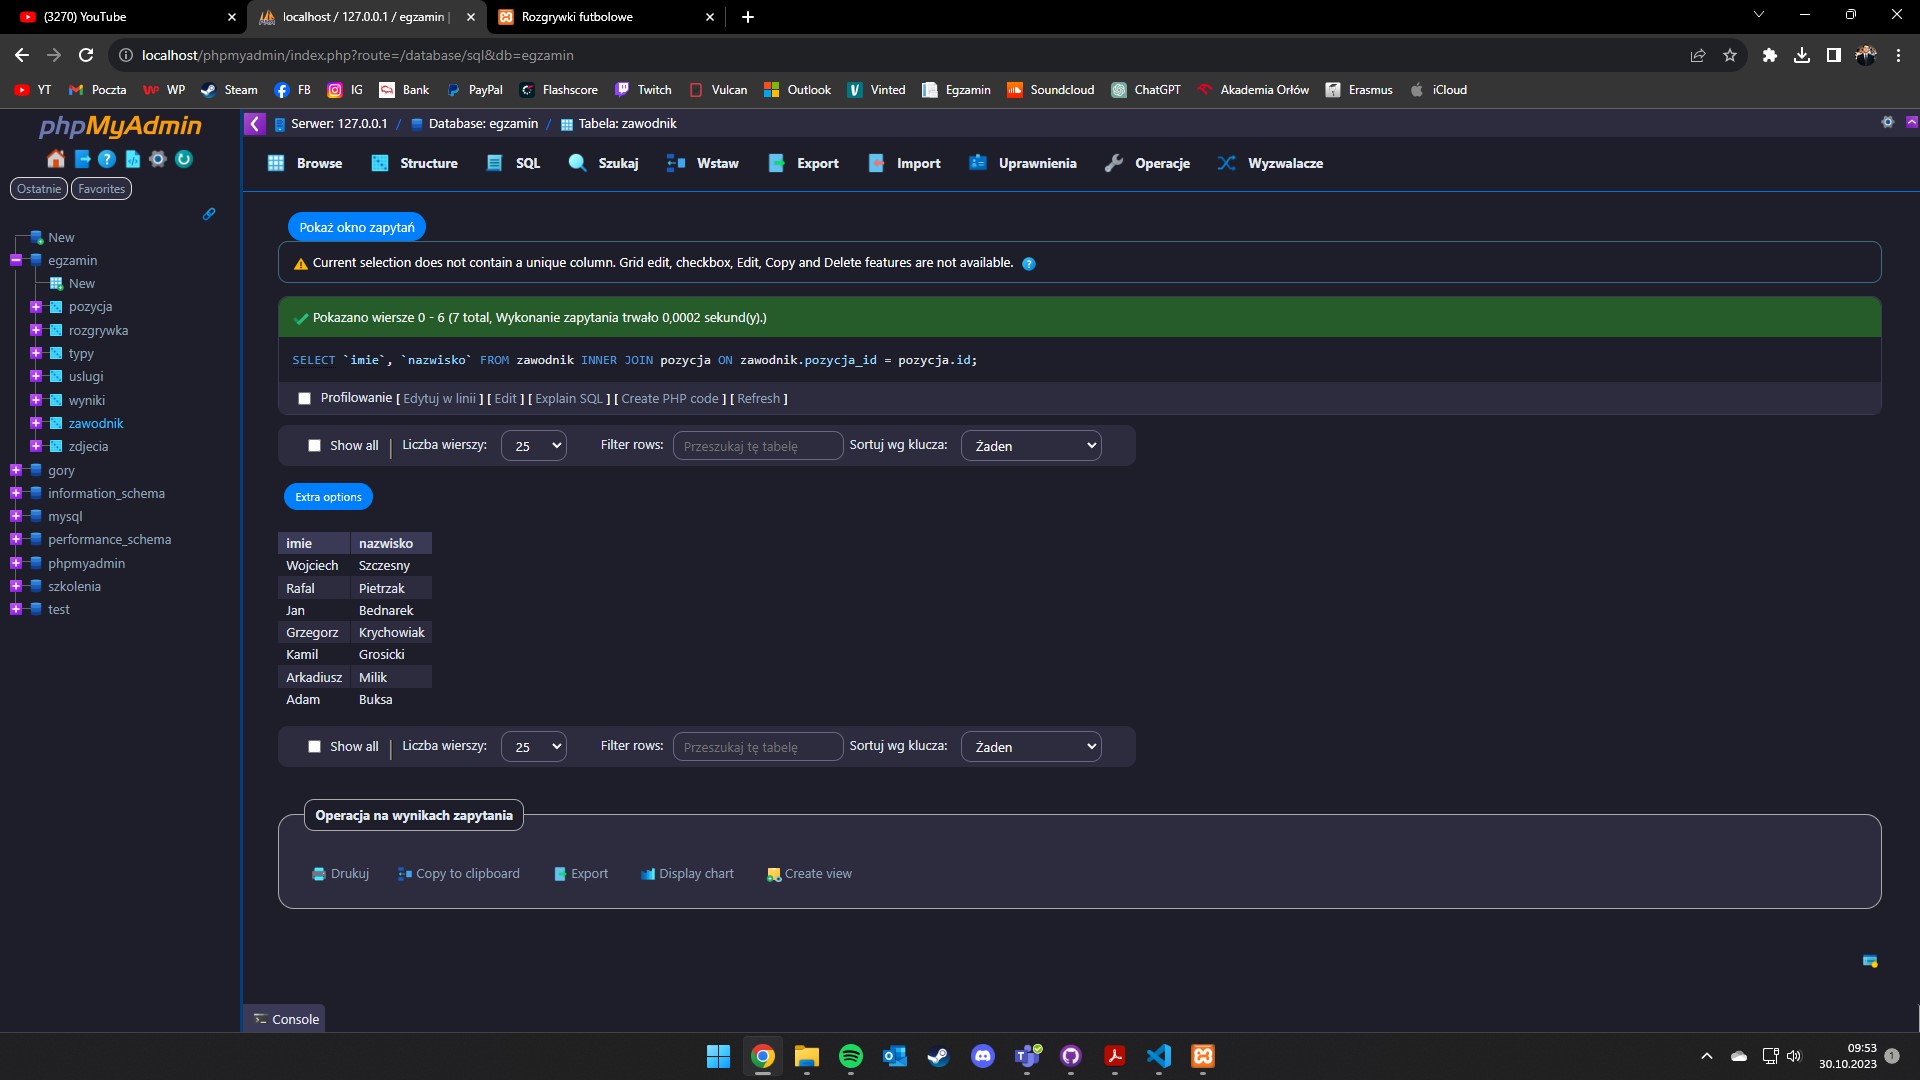 (3270) YouTube
localhost / 127.0.0.1 / egzamin |
Rozgrywki futbolowe
localhost/phpmyadmin/index.php?route=/database/sql&db=egzamin
YT Poczta WP Steam FB IG Bank PayPal Flashscore Twitch Vulcan Outlook Vinted Egzamin Soundcloud ChatGPT Akademia Orłów Erasmus iCloud
phpMyAdmin
Ostatnie Favorites
New
egzamin
New
pozycja
rozgrywka
typy
uslugi
wyniki
zawodnik
zdjecia
gory
information_schema
mysql
performance_schema
phpmyadmin
szkolenia
test
Serwer: 127.0.0.1 / Database: egzamin / Tabela: zawodnik
Browse Structure SQL Szukaj Wstaw Export Import Uprawnienia Operacje Wyzwalacze
Pokaż okno zapytań
Current selection does not contain a unique column. Grid edit, checkbox, Edit, Copy and Delete features are not available.
Pokazano wiersze 0 - 6 (7 total, Wykonanie zapytania trwało 0,0002 sekund(y).)
SELECT `imie`, `nazwisko` FROM zawodnik INNER JOIN pozycja ON zawodnik.pozycja_id = pozycja.id;
Profilowanie [ Edytuj w linii ] [ Edit ] [ Explain SQL ] [ Create PHP code ] [ Refresh ]
Show all | Liczba wierszy: 25 Filter rows: Przeszukaj tę tabelę Sortuj wg klucza: Żaden
Extra options
imie nazwisko
Wojciech Szczesny
Rafal Pietrzak
Jan Bednarek
Grzegorz Krychowiak
Kamil Grosicki
Arkadiusz Milik
Adam Buksa
Show all | Liczba wierszy: 25 Filter rows: Przeszukaj tę tabelę Sortuj wg klucza: Żaden
Operacja na wynikach zapytania
Drukuj Copy to clipboard Export Display chart Create view
Console
09:53
30.10.2023
1